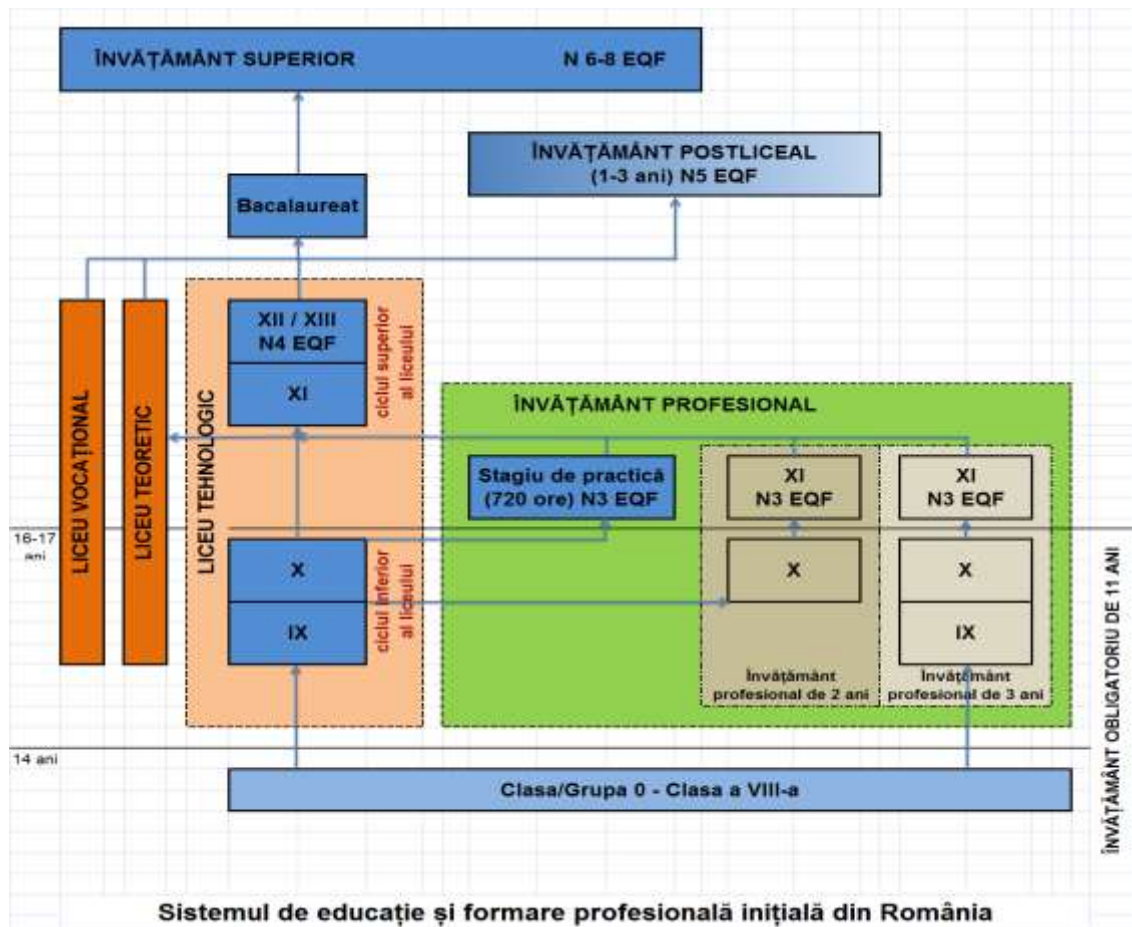 ÎNVĂȚĂMÂNT SUPERIOR N 6-8 EQF
ÎNVĂȚĂMÂNT POSTLICEAL
(1-3 ani) N5 EQF
Bacalaureat
LICEU VOCAȚIONAL
LICEU TEORETIC
LICEU TEHNOLOGIC
XII / XIII
N4 EQF
XI
ciclul superior
al liceului
ÎNVĂȚĂMÂNT PROFESIONAL
Stagiu de practică
(720 ore) N3 EQF
XI
N3 EQF
XI
N3 EQF
16-17
ani
X
IX
ciclul inferior
al liceului
X
X
IX
Învățământ
profesional de 2 ani
Învățământ
profesional de 3 ani
14 ani
Clasa/Grupa 0 - Clasa a VIII-a
ÎNVĂȚĂMÂNT OBLIGATORIU DE 11 ANI
Sistemul de educație și formare profesională inițială din România